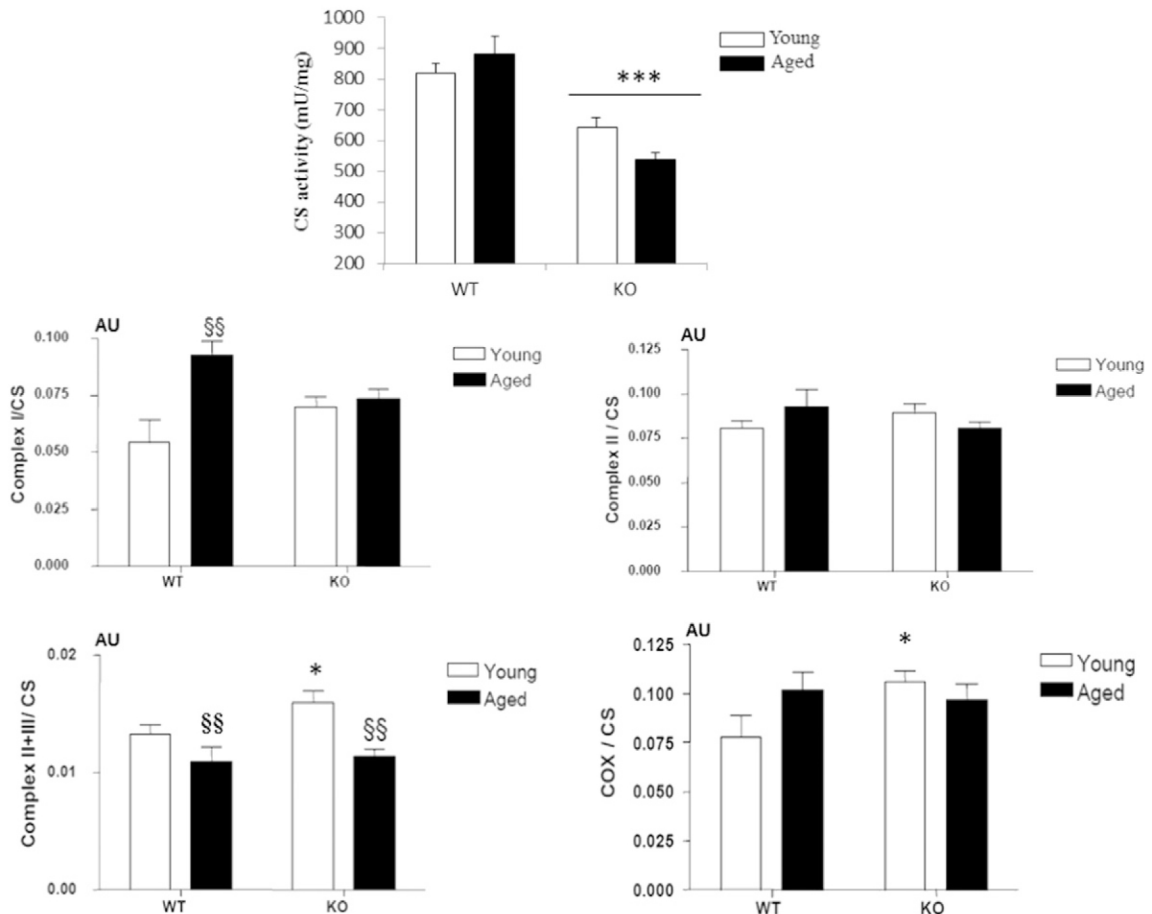 1000
900
800
700
600
500
400
300
200
CS activity (mU/mg)
***
Young
Aged
WT
KO
AU
0.100
0.075
0.050
0.025
0.000
Complex I/CS
§§
Young
Aged
WT
KO
AU
0.125
0.100
0.075
0.050
0.025
0.000
Complex II / CS
Young
Aged
WT
KO
AU
0.02
0.01
0.00
Complex II+III/ CS
§§
*
§§
Young
Aged
WT
KO
AU
0.125
0.100
0.075
0.050
0.025
0.000
COX / CS
*
Young
Aged
WT
KO